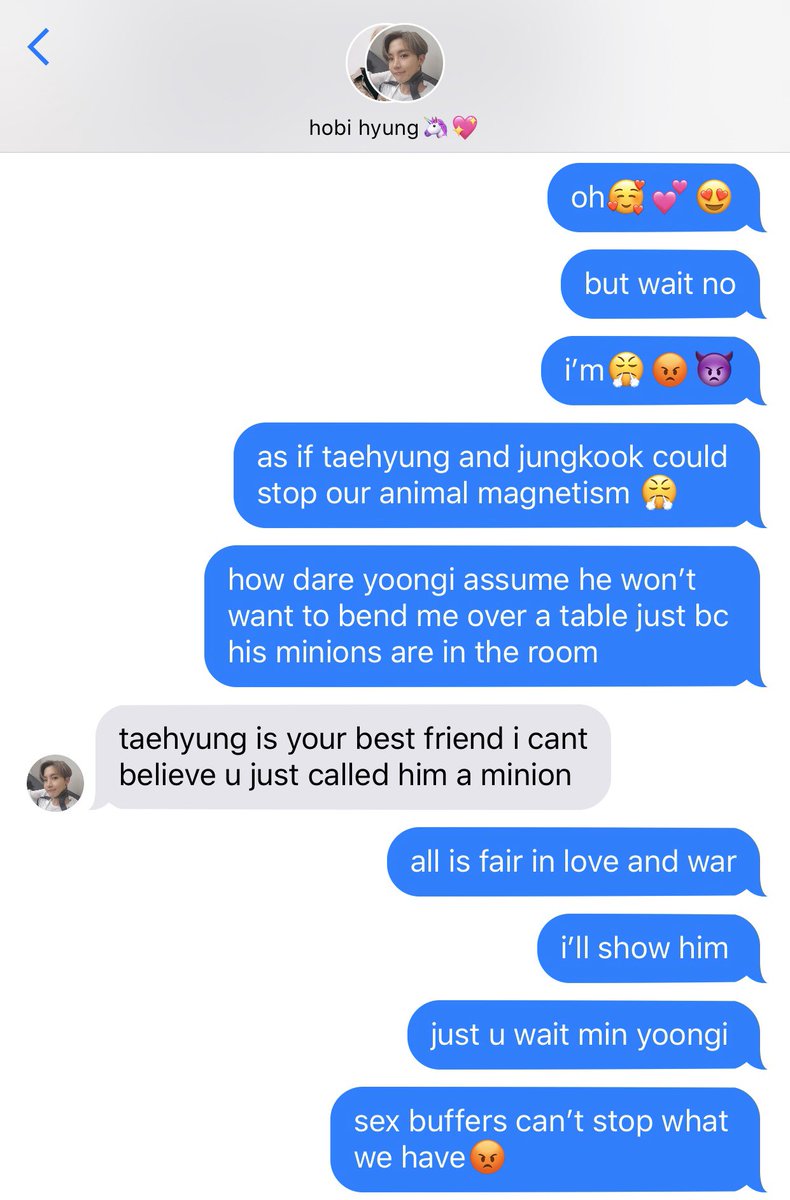 hobi hyung🦄💖
oh🥰💕😍
but wait no
i’m😤😡👿
as if taehyung and jungkook could
stop our animal magnetism 😤
how dare yoongi assume he won’t
want to bend me over a table just bc
his minions are in the room
taehyung is your best friend i cant
believe u just called him a minion
all is fair in love and war
i’ll show him
just u wait min yoongi
sex buffers can’t stop what
we have😡